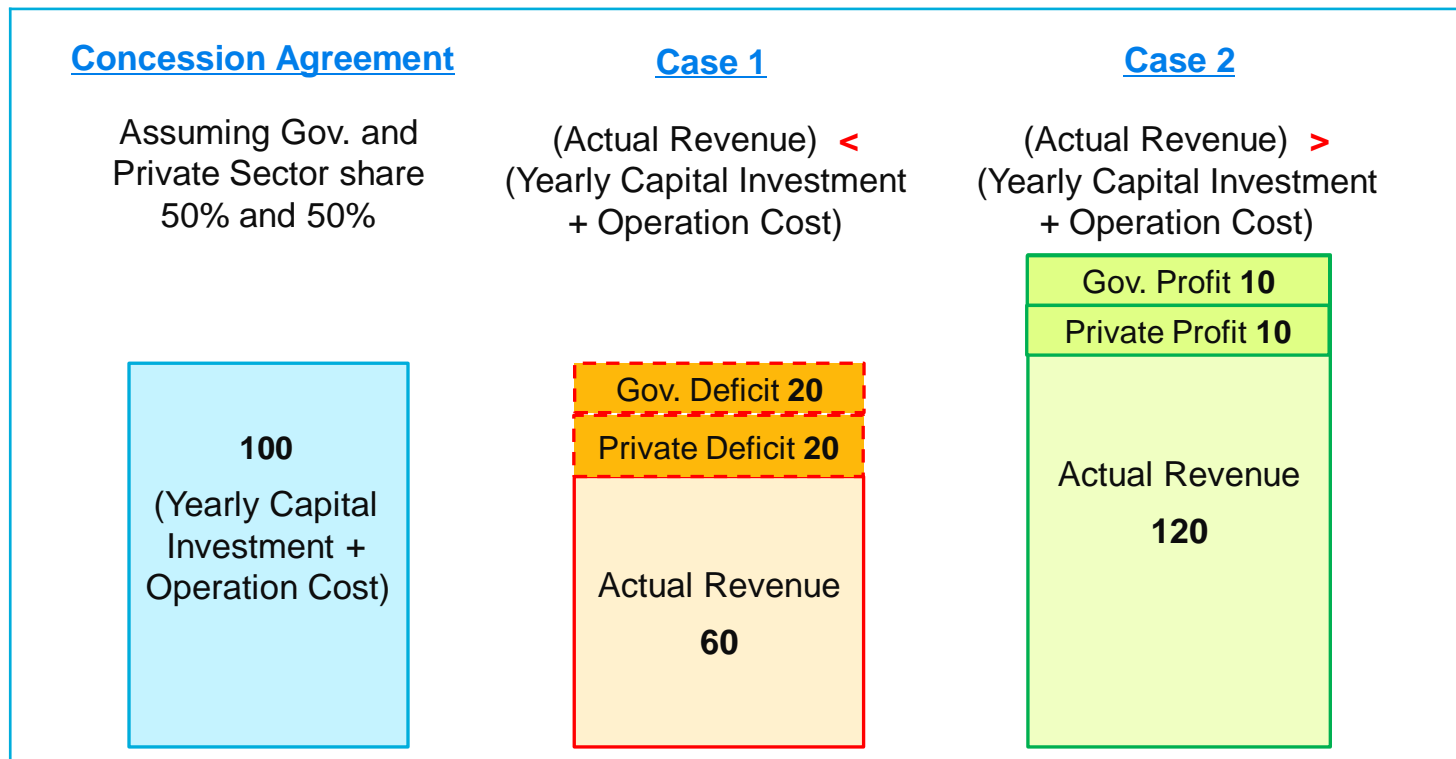 Concession Agreement
Assuming Gov. and
Private Sector share
50% and 50%
100
(Yearly Capital
Investment +
Operation Cost)
Case 1
(Actual Revenue) <
(Yearly Capital Investment
+ Operation Cost)
Gov. Deficit 20
Private Deficit 20
Actual Revenue
60
Case 2
(Actual Revenue) >
(Yearly Capital Investment
+ Operation Cost)
Gov. Profit 10
Private Profit 10
Actual Revenue
120